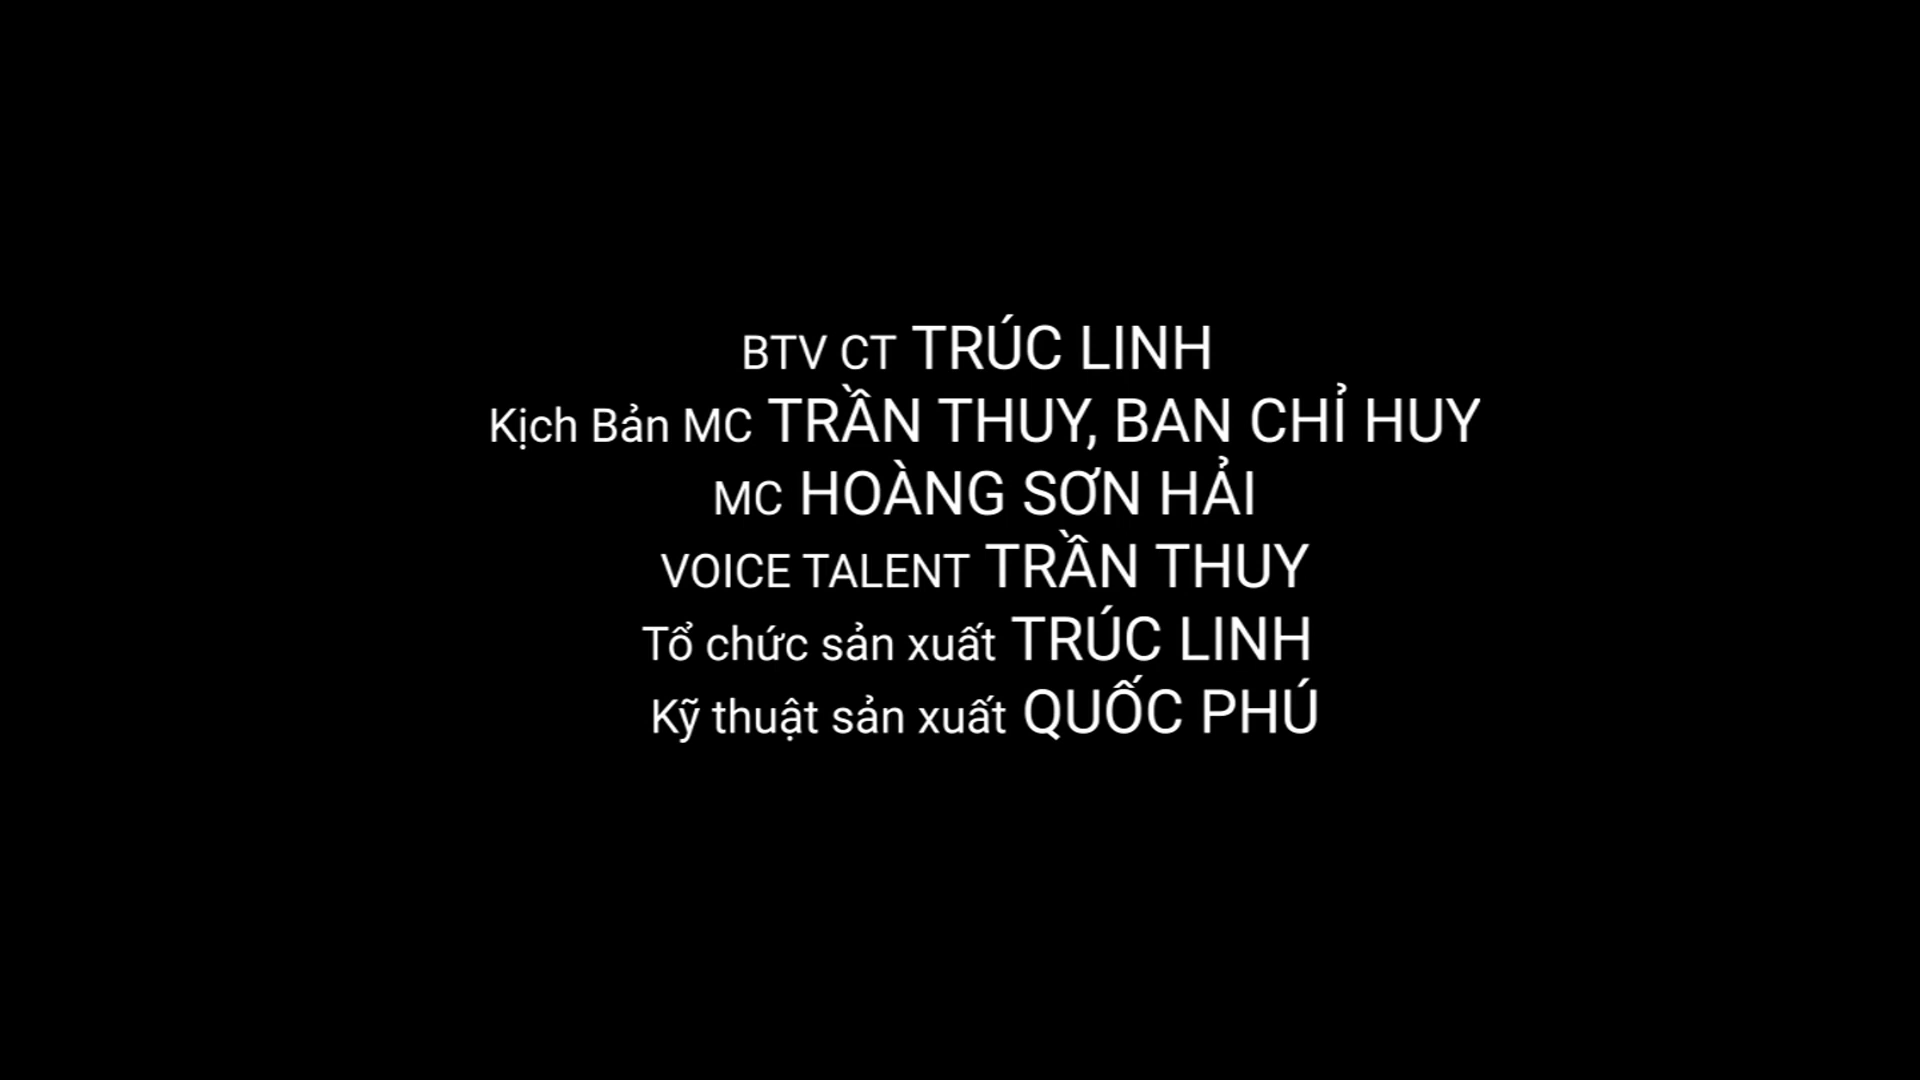 BTV CT TRÚC LINH
Kịch Bản MC TRẦN THUY, BAN CHỈ HUY
MC HOÀNG SƠN HẢI
VOICE TALENT TRẦN THUY
Tổ chức sản xuất TRÚC LINH
Kỹ thuật sản xuất QUỐC PHÚ